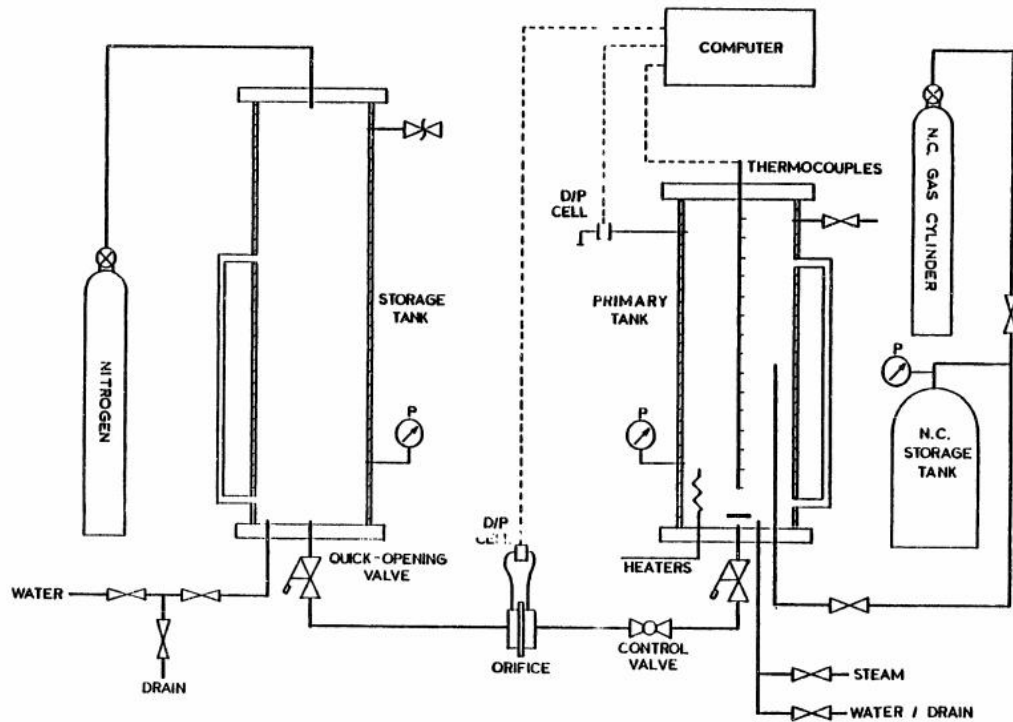 COMPUTER
THERMOCOUPLES
D/P
CELL
N.C. GAS CYLINDER
STORAGE
TANK
PRIMARY
TANK
NITROGEN
P
P
P
N.C.
STORAGE
TANK
D/P
CELL
QUICK-OPENING
VALVE
HEATERS
WATER
ORIFICE
CONTROL
VALVE
STEAM
DRAIN
WATER / DRAIN